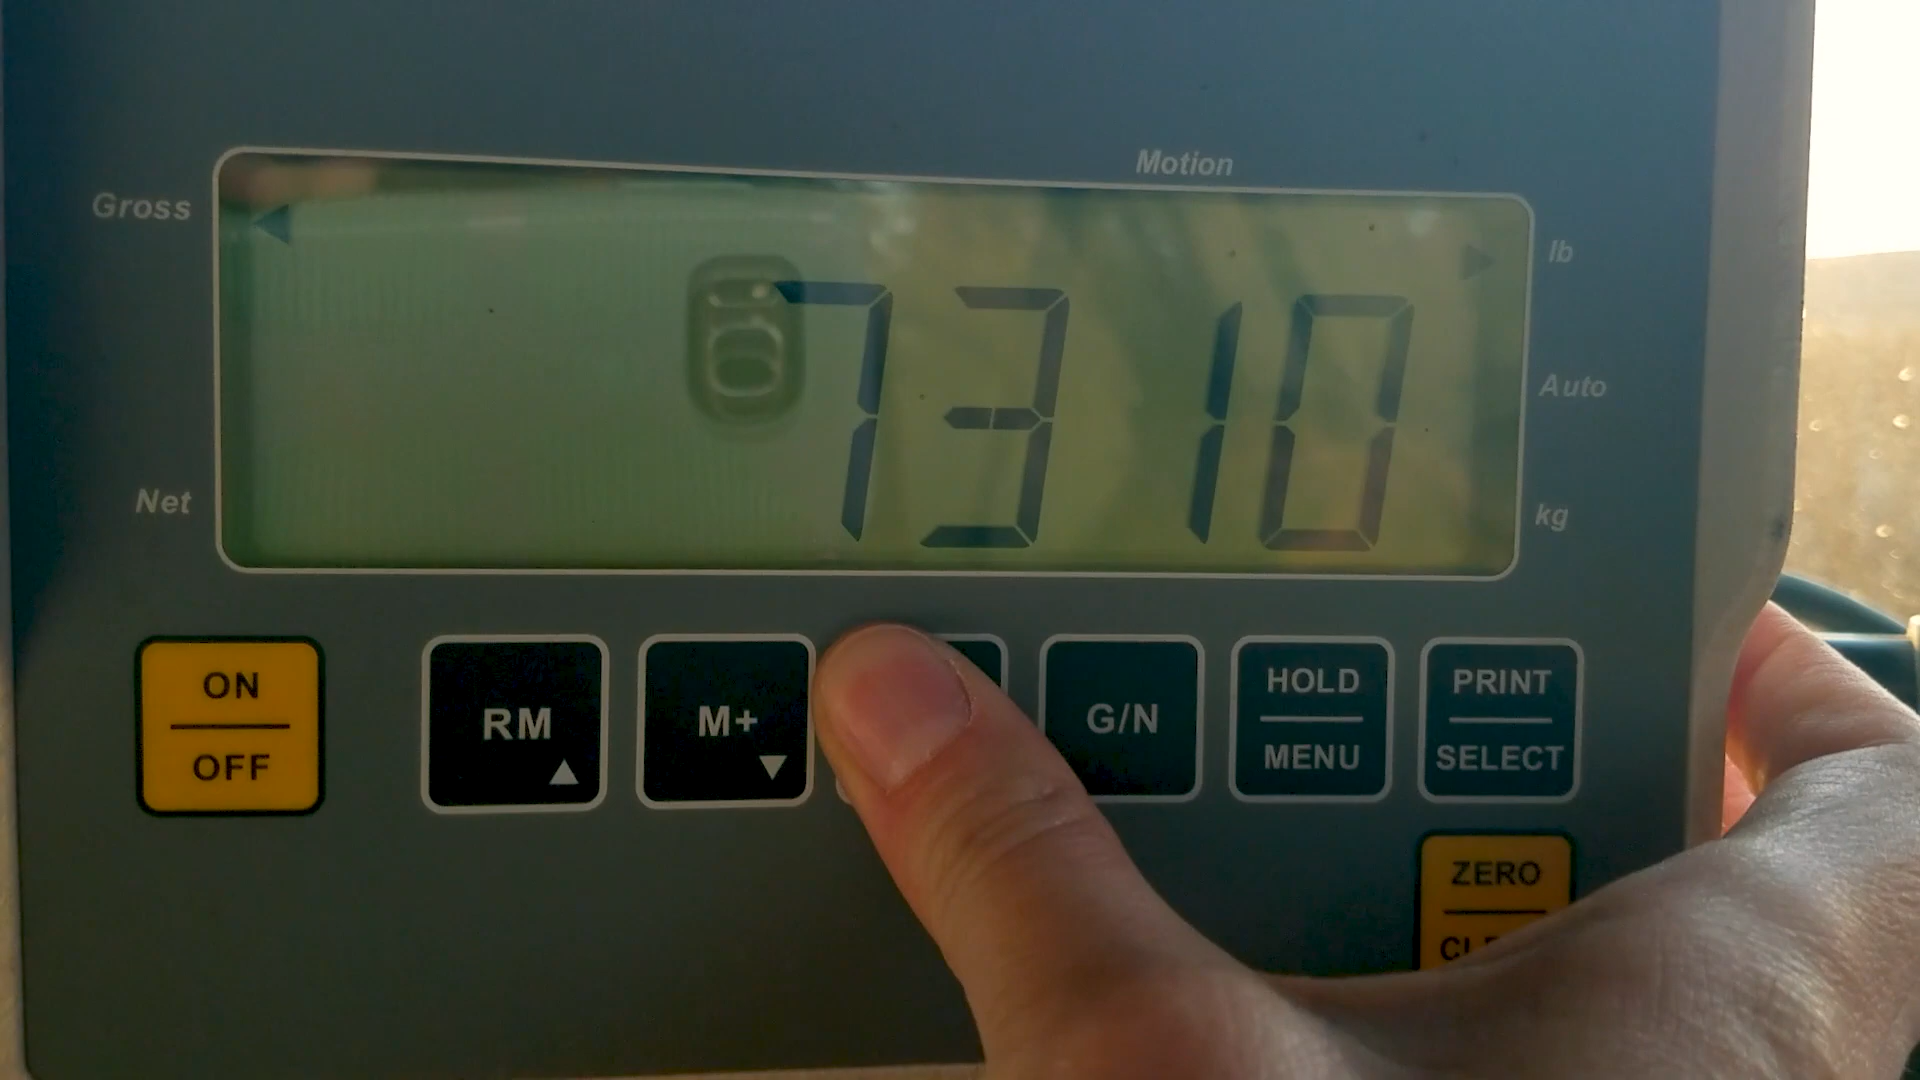 Motion
Gross
lb
7310
Auto
Net
kg
ON
OFF
RM
M+
G/N
HOLD
MENU
PRINT
SELECT
ZERO